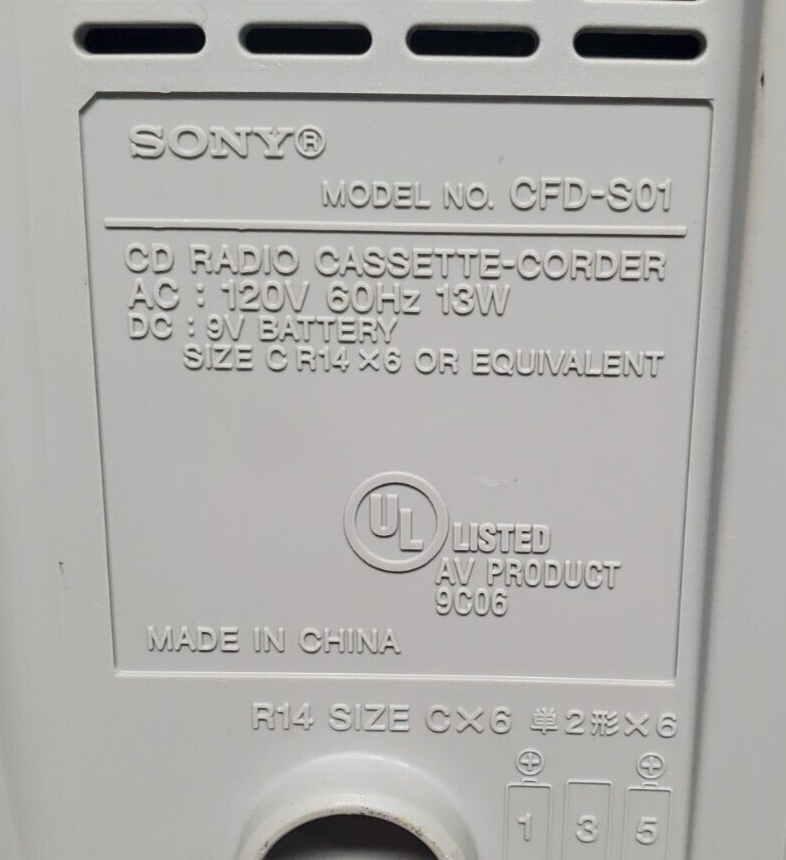 SONY®
MODEL NO. CFD-S01
CD RADIO CASSETTE-CORDER
AC : 120V 60Hz 13W
DC : 9V BATTERY
SIZE C R14 ×6 OR EQUIVALENT
UL LISTED
AV PRODUCT
9C06
MADE IN CHINA
R14 SIZE C×6 単2形×6
+ +
1 3 5